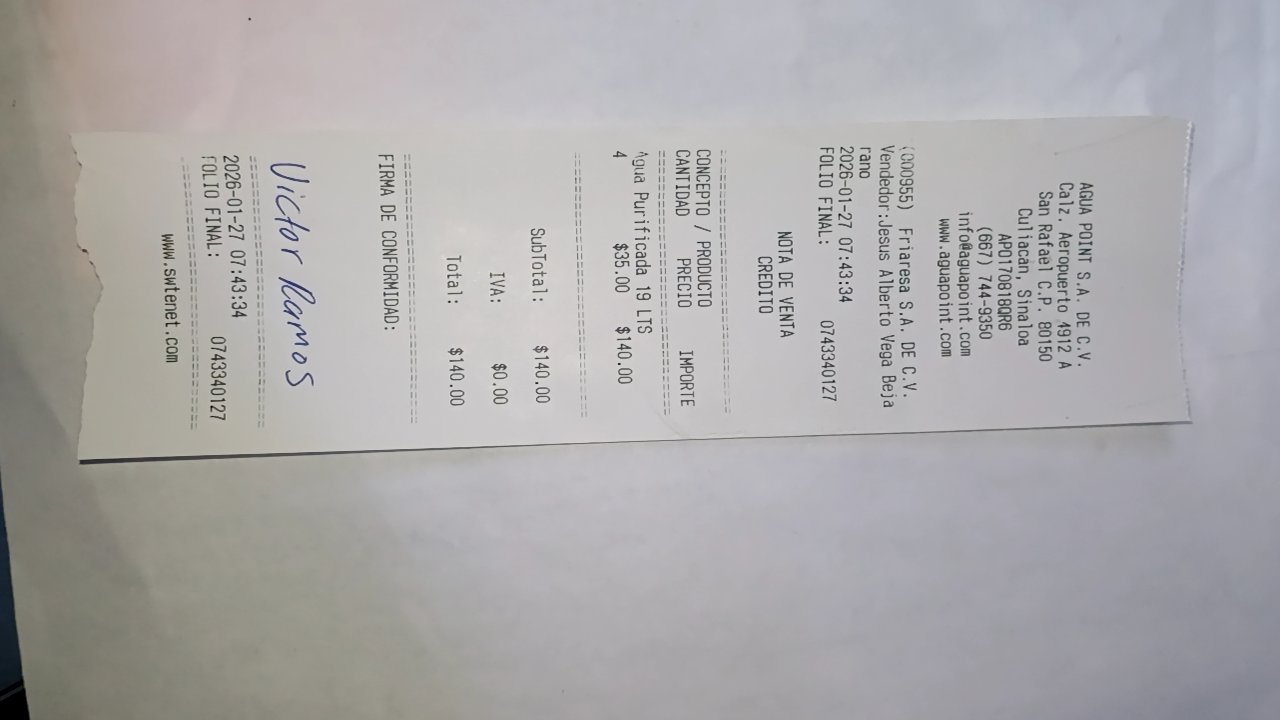 AGUA POINT S.A. DE C.V.
Calz. Aeropuerto 4912 A
San Rafael C.P. 80150
Culiacan, Sinaloa
APO170818QR6
(667) 744-9350
info@aguapoint.com
www.aguapoint.com
(000955) Friaresa S.A. DE C.V.
Vendedor:Jesus Alberto Vega Beja
rano
2026-01-27 07:43:34
FOLIO FINAL: 0743340127
NOTA DE VENTA
CREDITO
================================
CONCEPTO / PRODUCTO
CANTIDAD PRECIO IMPORTE
================================
Agua Purificada 19 LTS
4 $35.00 $140.00
================================
SubTotal: $140.00
IVA: $0.00
Total: $140.00
================================
FIRMA DE CONFORMIDAD:
Victor Ramos
================================
2026-01-27 07:43:34
FOLIO FINAL: 0743340127
================================
www.swtenet.com